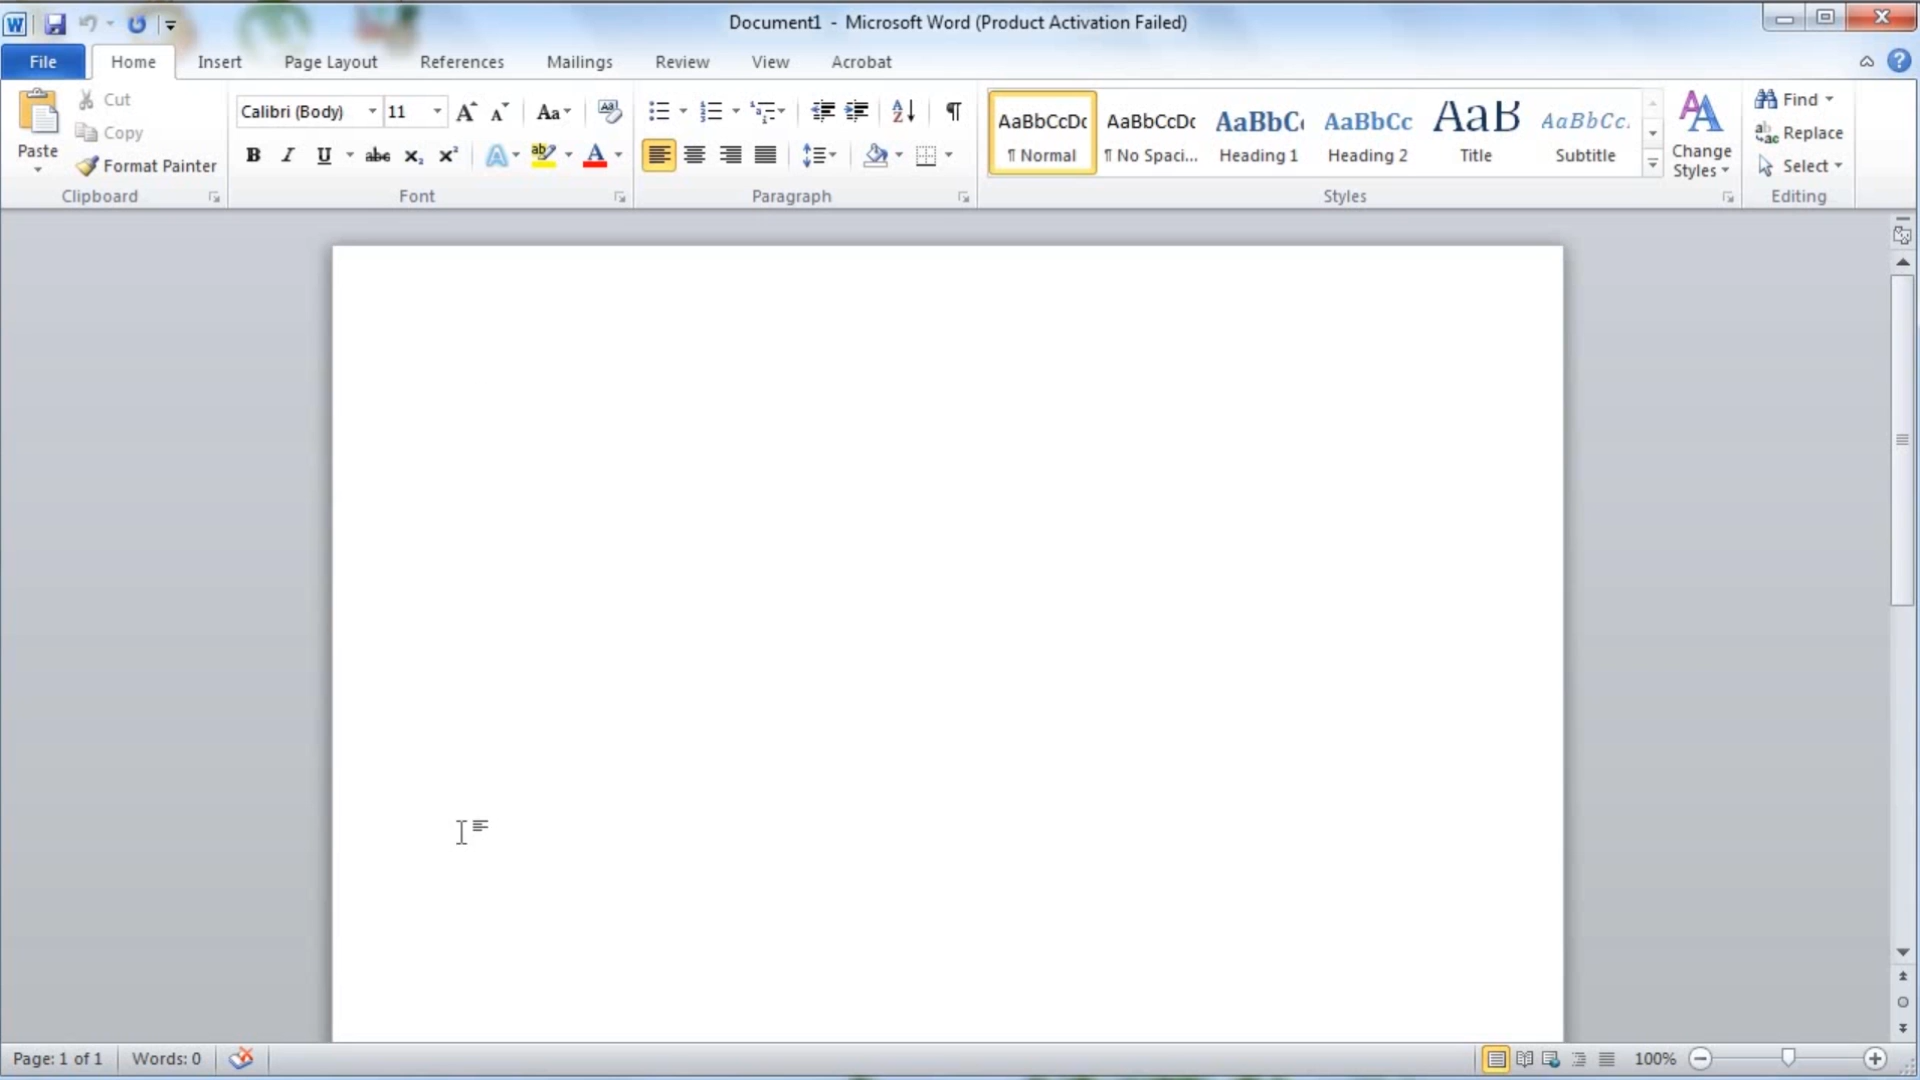 Document1 - Microsoft Word (Product Activation Failed)
File Home Insert Page Layout References Mailings Review View Acrobat
Paste
Cut
Copy
Format Painter
Clipboard
Calibri (Body) 11
Font
Paragraph
AaBbCcDc AaBbCcDc AaBbC AaBbCc AaB AaBbCc.
¶ Normal ¶ No Spaci... Heading 1 Heading 2 Title Subtitle
Change
Styles
Styles
Find
Replace
Select
Editing
Page: 1 of 1 Words: 0 100%